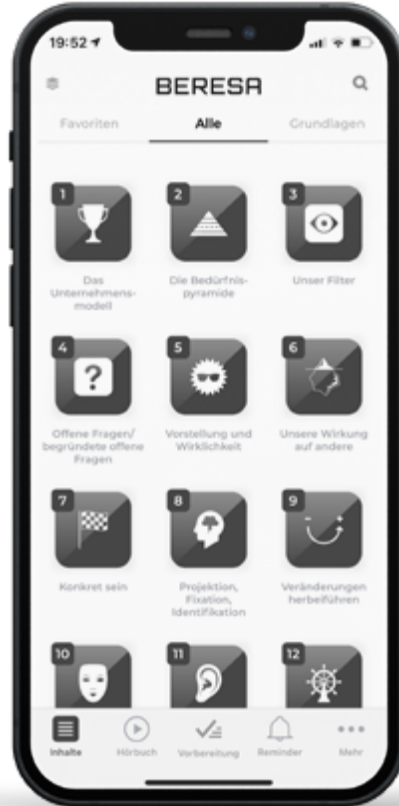 19:52
BERESA
Favoriten Alle Grundlagen
1 2 3
Das
Unternehmens-
modell
Die Bedürfnis-
pyramide
Unser Filter
4 5 6
Offene Fragen/
begründete offene
Fragen
Vorstellung und
Wirklichkeit
Unsere Wirkung
auf andere
7 8 9
Konkret sein
Projektion,
Fixation,
Identifikation
Veränderungen
herbeiführen
10 11 12
Inhalte Hörbuch Vorbereitung Reminder Mehr